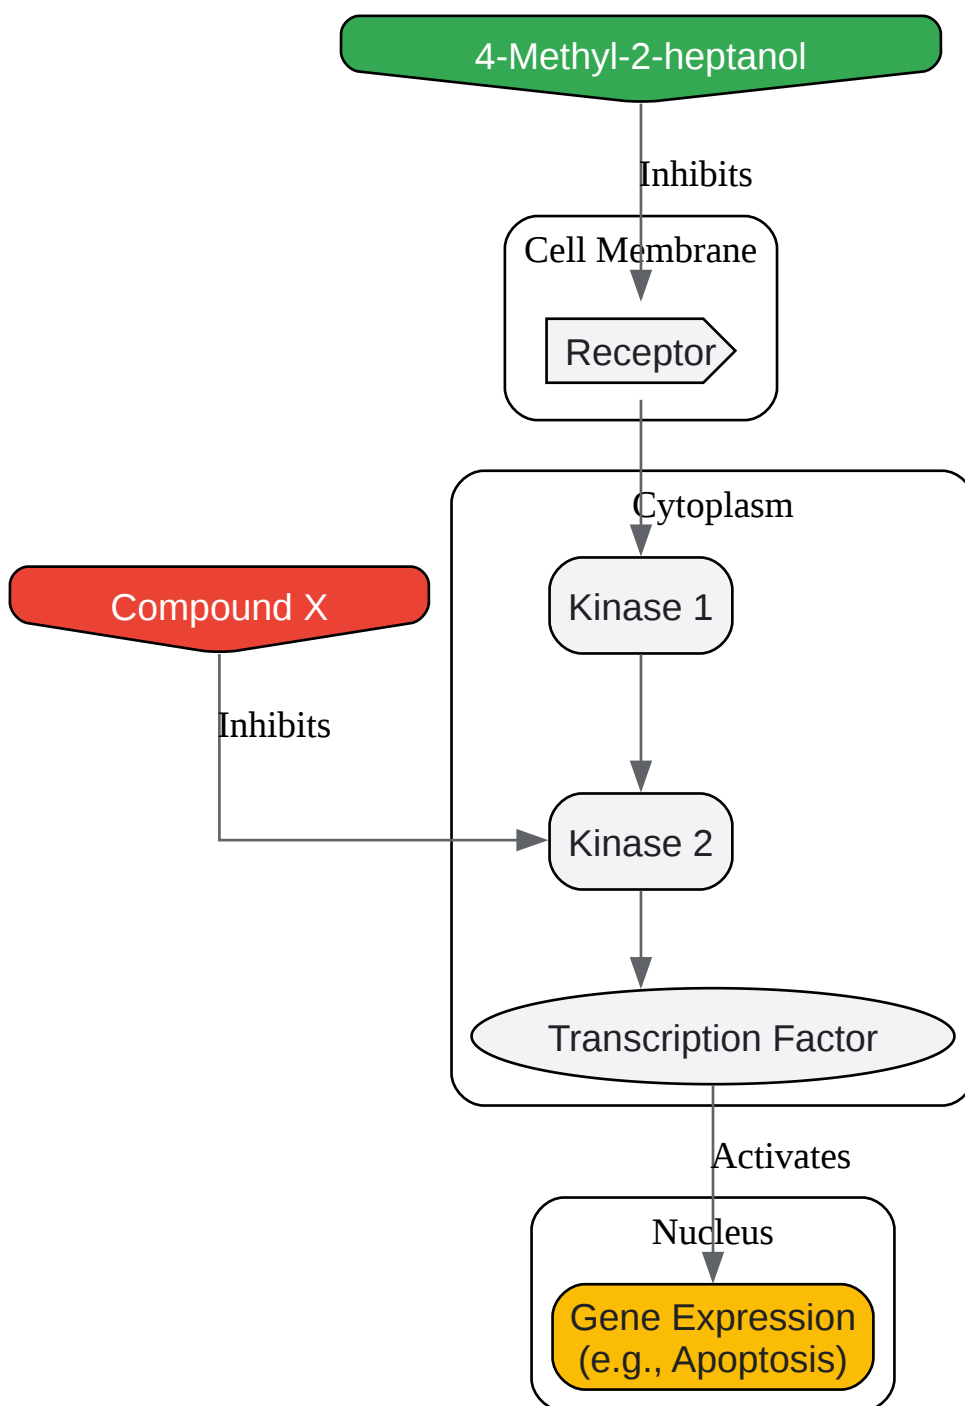 4-Methyl-2-heptanol
Inhibits
Cell Membrane
Receptor
Cytoplasm
Kinase 1
Compound X
Inhibits
Kinase 2
Transcription Factor
Activates
Nucleus
Gene Expression
(e.g., Apoptosis)